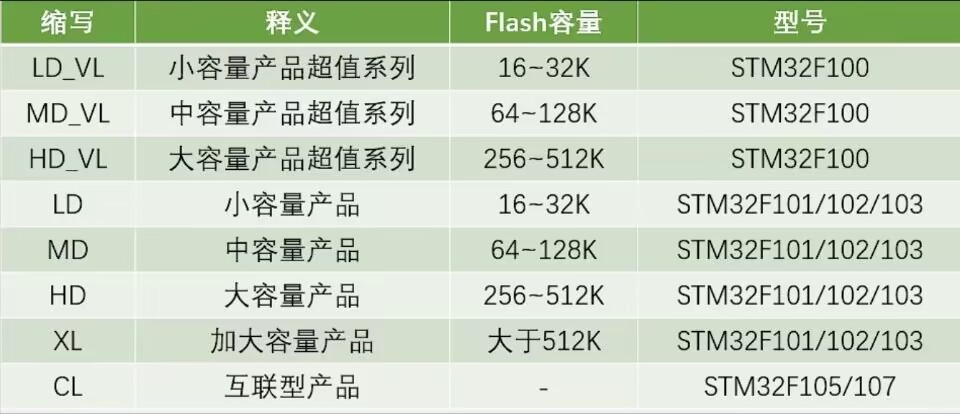 缩写 释义 Flash容量 型号
LD_VL 小容量产品超值系列 16~32K STM32F100
MD_VL 中容量产品超值系列 64~128K STM32F100
HD_VL 大容量产品超值系列 256~512K STM32F100
LD 小容量产品 16~32K STM32F101/102/103
MD 中容量产品 64~128K STM32F101/102/103
HD 大容量产品 256~512K STM32F101/102/103
XL 加大容量产品 大于512K STM32F101/102/103
CL 互联型产品 - STM32F105/107